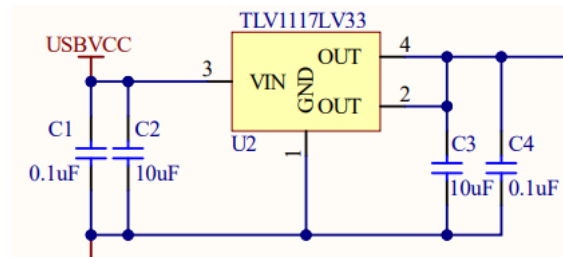 TLV1117LV33
USBVCC
3
VIN
GND
OUT
4
OUT
2
U2
1
C1
0.1uF
C2
10uF
C3
10uF
C4
0.1uF